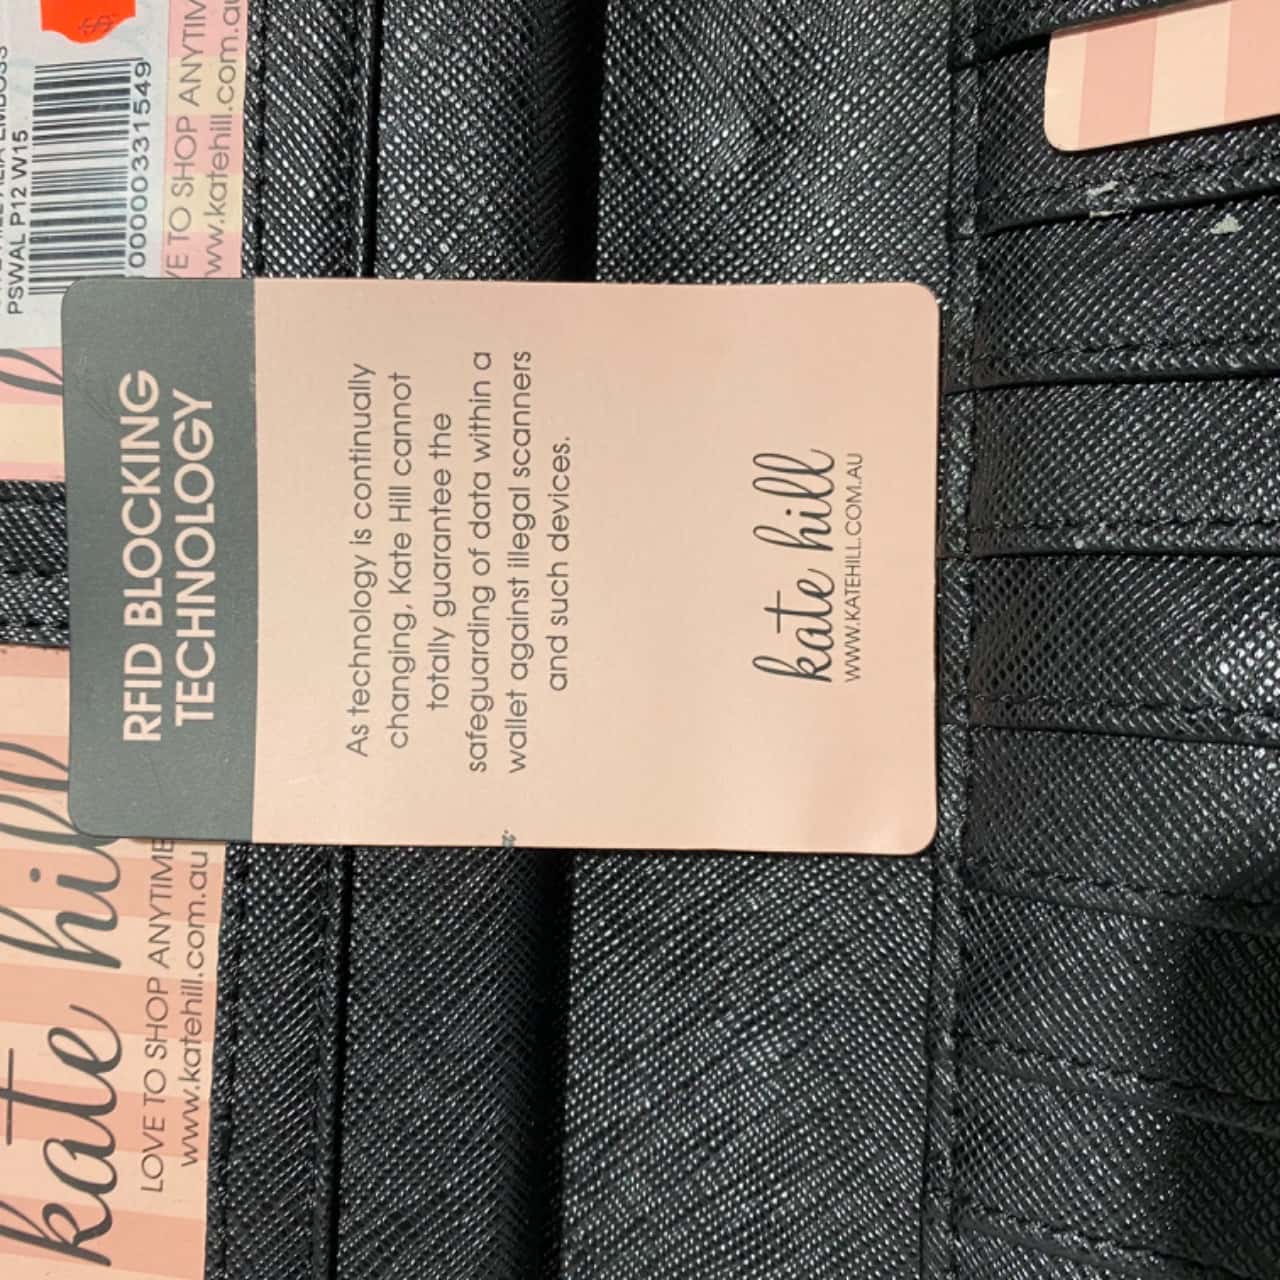 RFID BLOCKING
TECHNOLOGY
As technology is continually
changing, Kate Hill cannot
totally guarantee the
safeguarding of data within a
wallet against illegal scanners
and such devices.
kate hill
WWW.KATEHILL.COM.AU
kate hill
LOVE TO SHOP ANYTIME
www.katehill.com.au
PSWAL P12 W15
00000331549
VE TO SHOP ANYTIM
ww.katehill.com.au
$